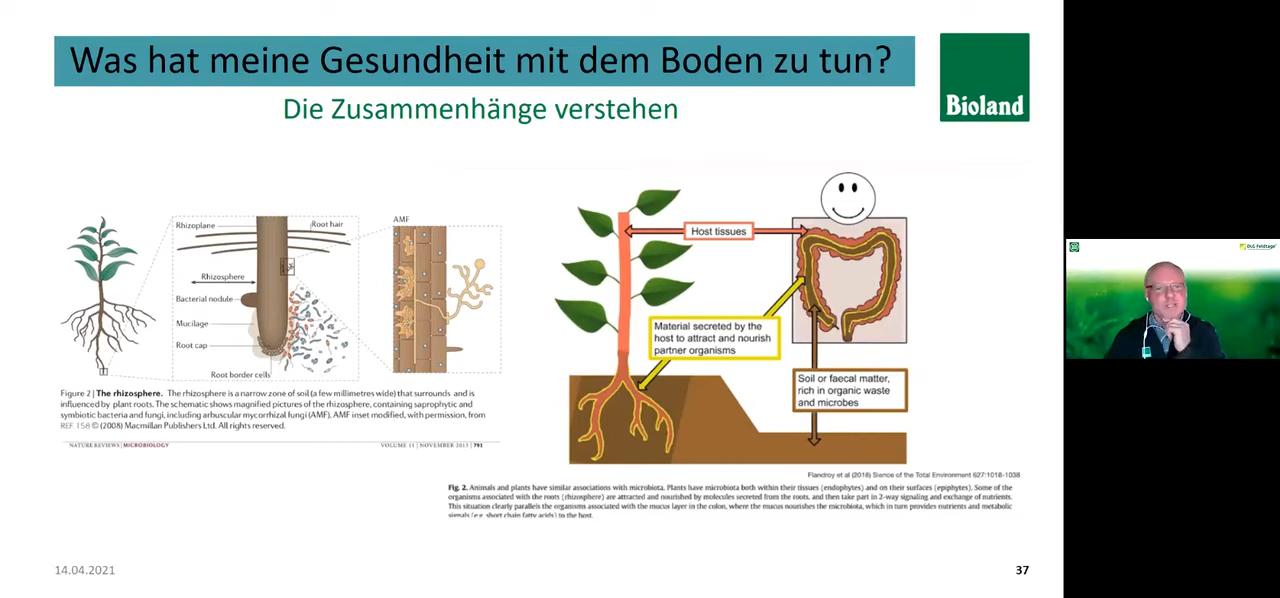 Was hat meine Gesundheit mit dem Boden zu tun?
Bioland
Die Zusammenhänge verstehen
Rhizoplane
Root hair
Rhizosphere
Bacterial nodule
Mucilage
Root cap
Root border cells
AMF
Figure 2 | The rhizosphere. The rhizosphere is a narrow zone of soil (a few millimetres wide) that surrounds and is
influenced by plant roots. The schematic shows magnified pictures of the rhizosphere, containing saprophytic and
symbiotic bacteria and fungi, including arbuscular mycorrhizal fungi (AMF). AMF inset modified, with permission, from
REF. 158 © (2008) Macmillan Publishers Ltd. All rights reserved.
NATURE REVIEWS | MICROBIOLOGY
VOLUME 11 | NOVEMBER 2013 | 791
Host tissues
Material secreted by the
host to attract and nourish
partner organisms
Soil or faecal matter,
rich in organic waste
and microbes
Flandroy et al (2018) Sience of the Total Environment 627:1018-1038
Fig. 2. Animals and plants have similar associations with microbiota. Plants have microbiota both within their tissues (endophytes) and on their surfaces (epiphytes). Some of the
organisms associated with the roots (rhizosphere) are attracted and nourished by molecules secreted from the roots, and then take part in 2-way signaling and exchange of nutrients.
This situation clearly parallels the organisms associated with the mucus layer in the colon, where the mucus nourishes the microbiota, which in turn provides nutrients and metabolic
signals (e.g. short chain fatty acids) to the host.
14.04.2021
37
DLG Feldtage